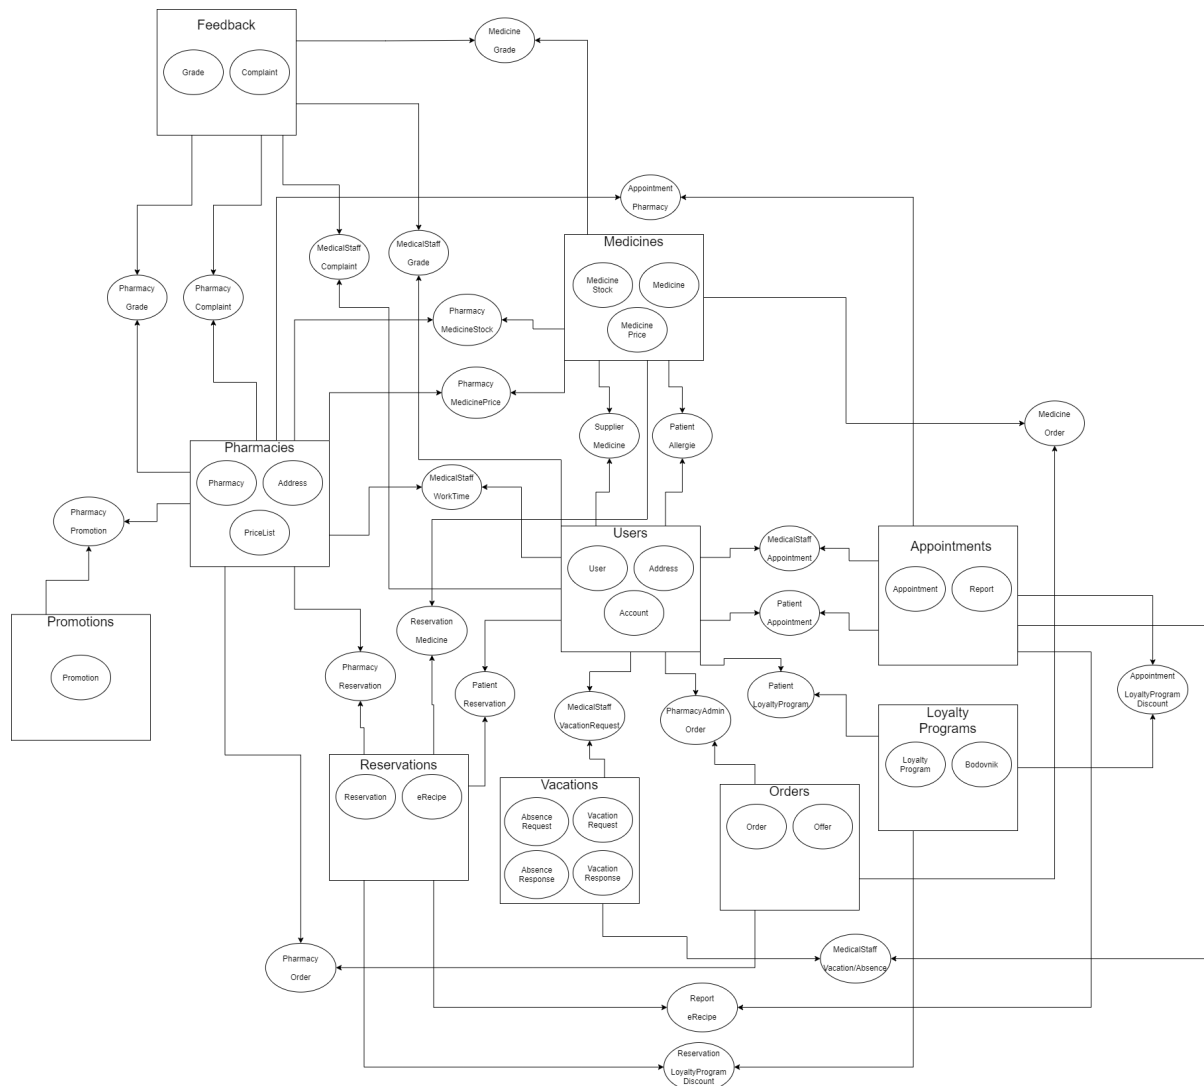 Feedback
Grade
Complaint
Medicine
Grade
Appointment
Pharmacy
MedicalStaff
Complaint
MedicalStaff
Grade
Medicines
Medicine
Stock
Medicine
Medicine
Price
Pharmacy
Grade
Pharmacy
Complaint
Pharmacy
MedicineStock
Pharmacy
MedicinePrice
Supplier
Medicine
Patient
Allergie
Medicine
Order
Pharmacies
Pharmacy
Address
PriceList
MedicalStaff
WorkTime
Pharmacy
Promotion
Users
User
Address
Account
MedicalStaff
Appointment
Patient
Appointment
Appointments
Appointment
Report
Promotions
Promotion
Reservation
Medicine
Pharmacy
Reservation
Patient
Reservation
MedicalStaff
VacationRequest
PharmacyAdmin
Order
Patient
LoyaltyProgram
Appointment
LoyaltyProgram
Discount
Loyalty
Programs
Loyalty
Program
Bodovnik
Reservations
Reservation
eRecipe
Vacations
Absence
Request
Vacation
Request
Absence
Response
Vacation
Response
Orders
Order
Offer
Pharmacy
Order
MedicalStaff
Vacation/Absence
Report
eRecipe
Reservation
LoyaltyProgram
Discount